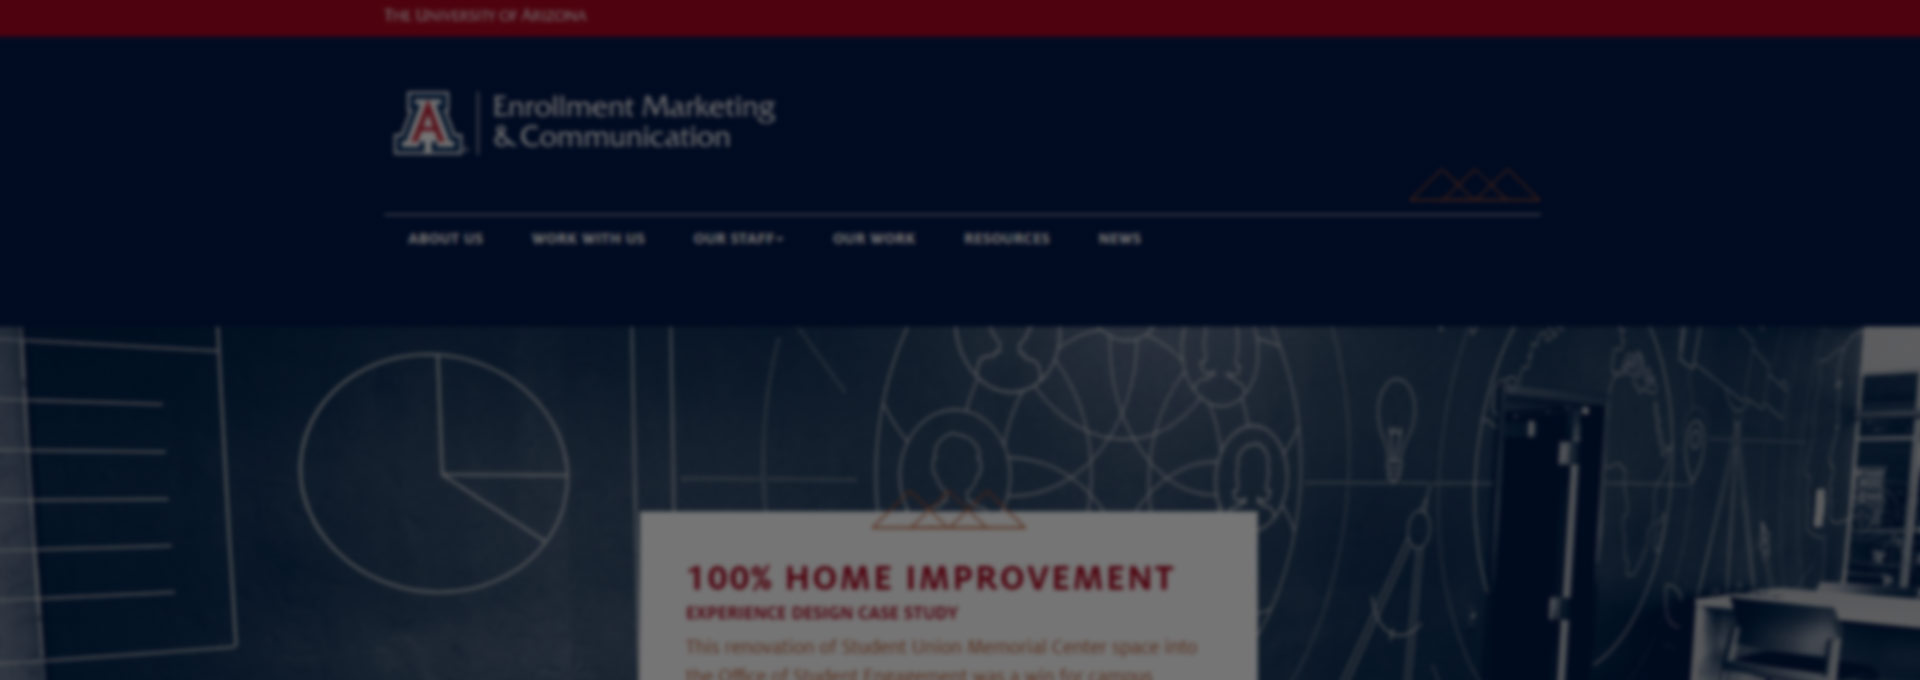 THE UNIVERSITY OF ARIZONA
A
Enrollment Marketing
& Communication
ABOUT US WORK WITH US OUR STAFF OUR WORK RESOURCES NEWS
100% HOME IMPROVEMENT
EXPERIENCE DESIGN CASE STUDY
This renovation of Student Union Memorial Center space into
the Office of Student Engagement was a win for campus